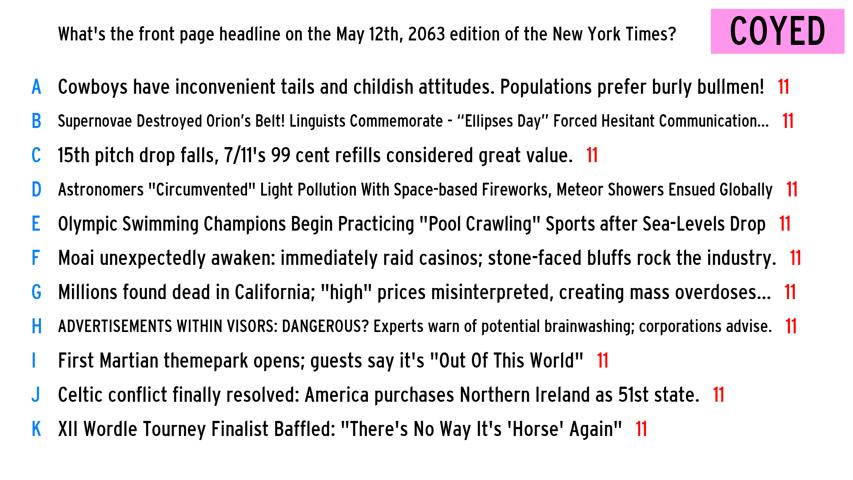 What's the front page headline on the May 12th, 2063 edition of the New York Times? COYED
A Cowboys have inconvenient tails and childish attitudes. Populations prefer burly bullmen! 11
B Supernovae Destroyed Orion’s Belt! Linguists Commemorate - “Ellipses Day” Forced Hesitant Communication... 11
C 15th pitch drop falls, 7/11's 99 cent refills considered great value. 11
D Astronomers "Circumvented" Light Pollution With Space-based Fireworks, Meteor Showers Ensued Globally 11
E Olympic Swimming Champions Begin Practicing "Pool Crawling" Sports after Sea-Levels Drop 11
F Moai unexpectedly awaken: immediately raid casinos; stone-faced bluffs rock the industry. 11
G Millions found dead in California; "high" prices misinterpreted, creating mass overdoses... 11
H ADVERTISEMENTS WITHIN VISORS: DANGEROUS? Experts warn of potential brainwashing; corporations advise. 11
I First Martian themepark opens; guests say it's "Out Of This World" 11
J Celtic conflict finally resolved: America purchases Northern Ireland as 51st state. 11
K XII Wordle Tourney Finalist Baffled: "There's No Way It's 'Horse' Again" 11